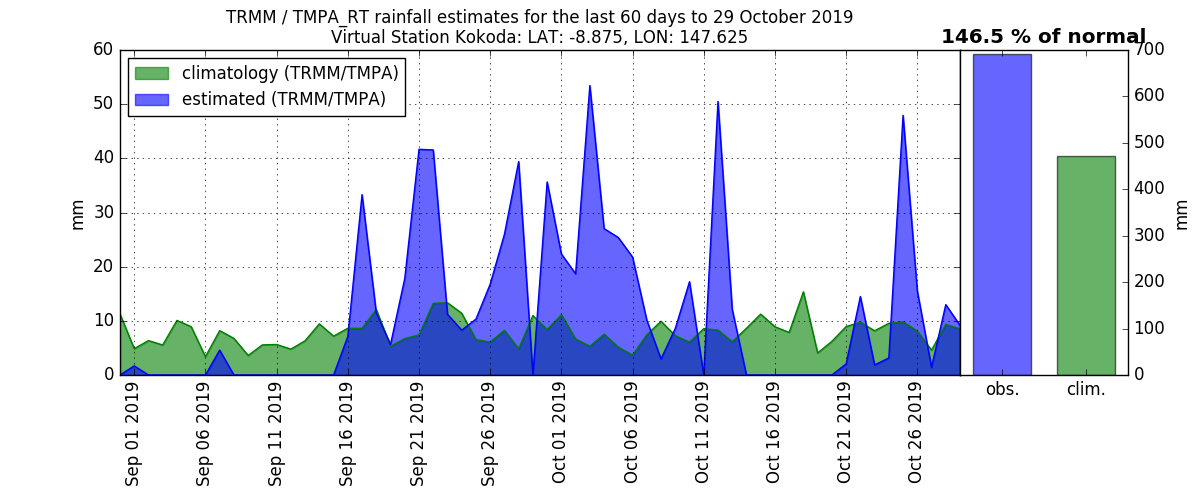 TRMM / TMPA_RT rainfall estimates for the last 60 days to 29 October 2019
Virtual Station Kokoda: LAT: -8.875, LON: 147.625
146.5 % of normal
climatology (TRMM/TMPA)
estimated (TRMM/TMPA)
60
50
40
30
20
10
0
mm
Sep 01 2019
Sep 06 2019
Sep 11 2019
Sep 16 2019
Sep 21 2019
Sep 26 2019
Oct 01 2019
Oct 06 2019
Oct 11 2019
Oct 16 2019
Oct 21 2019
Oct 26 2019
obs.
clim.
700
600
500
400
300
200
100
0
mm